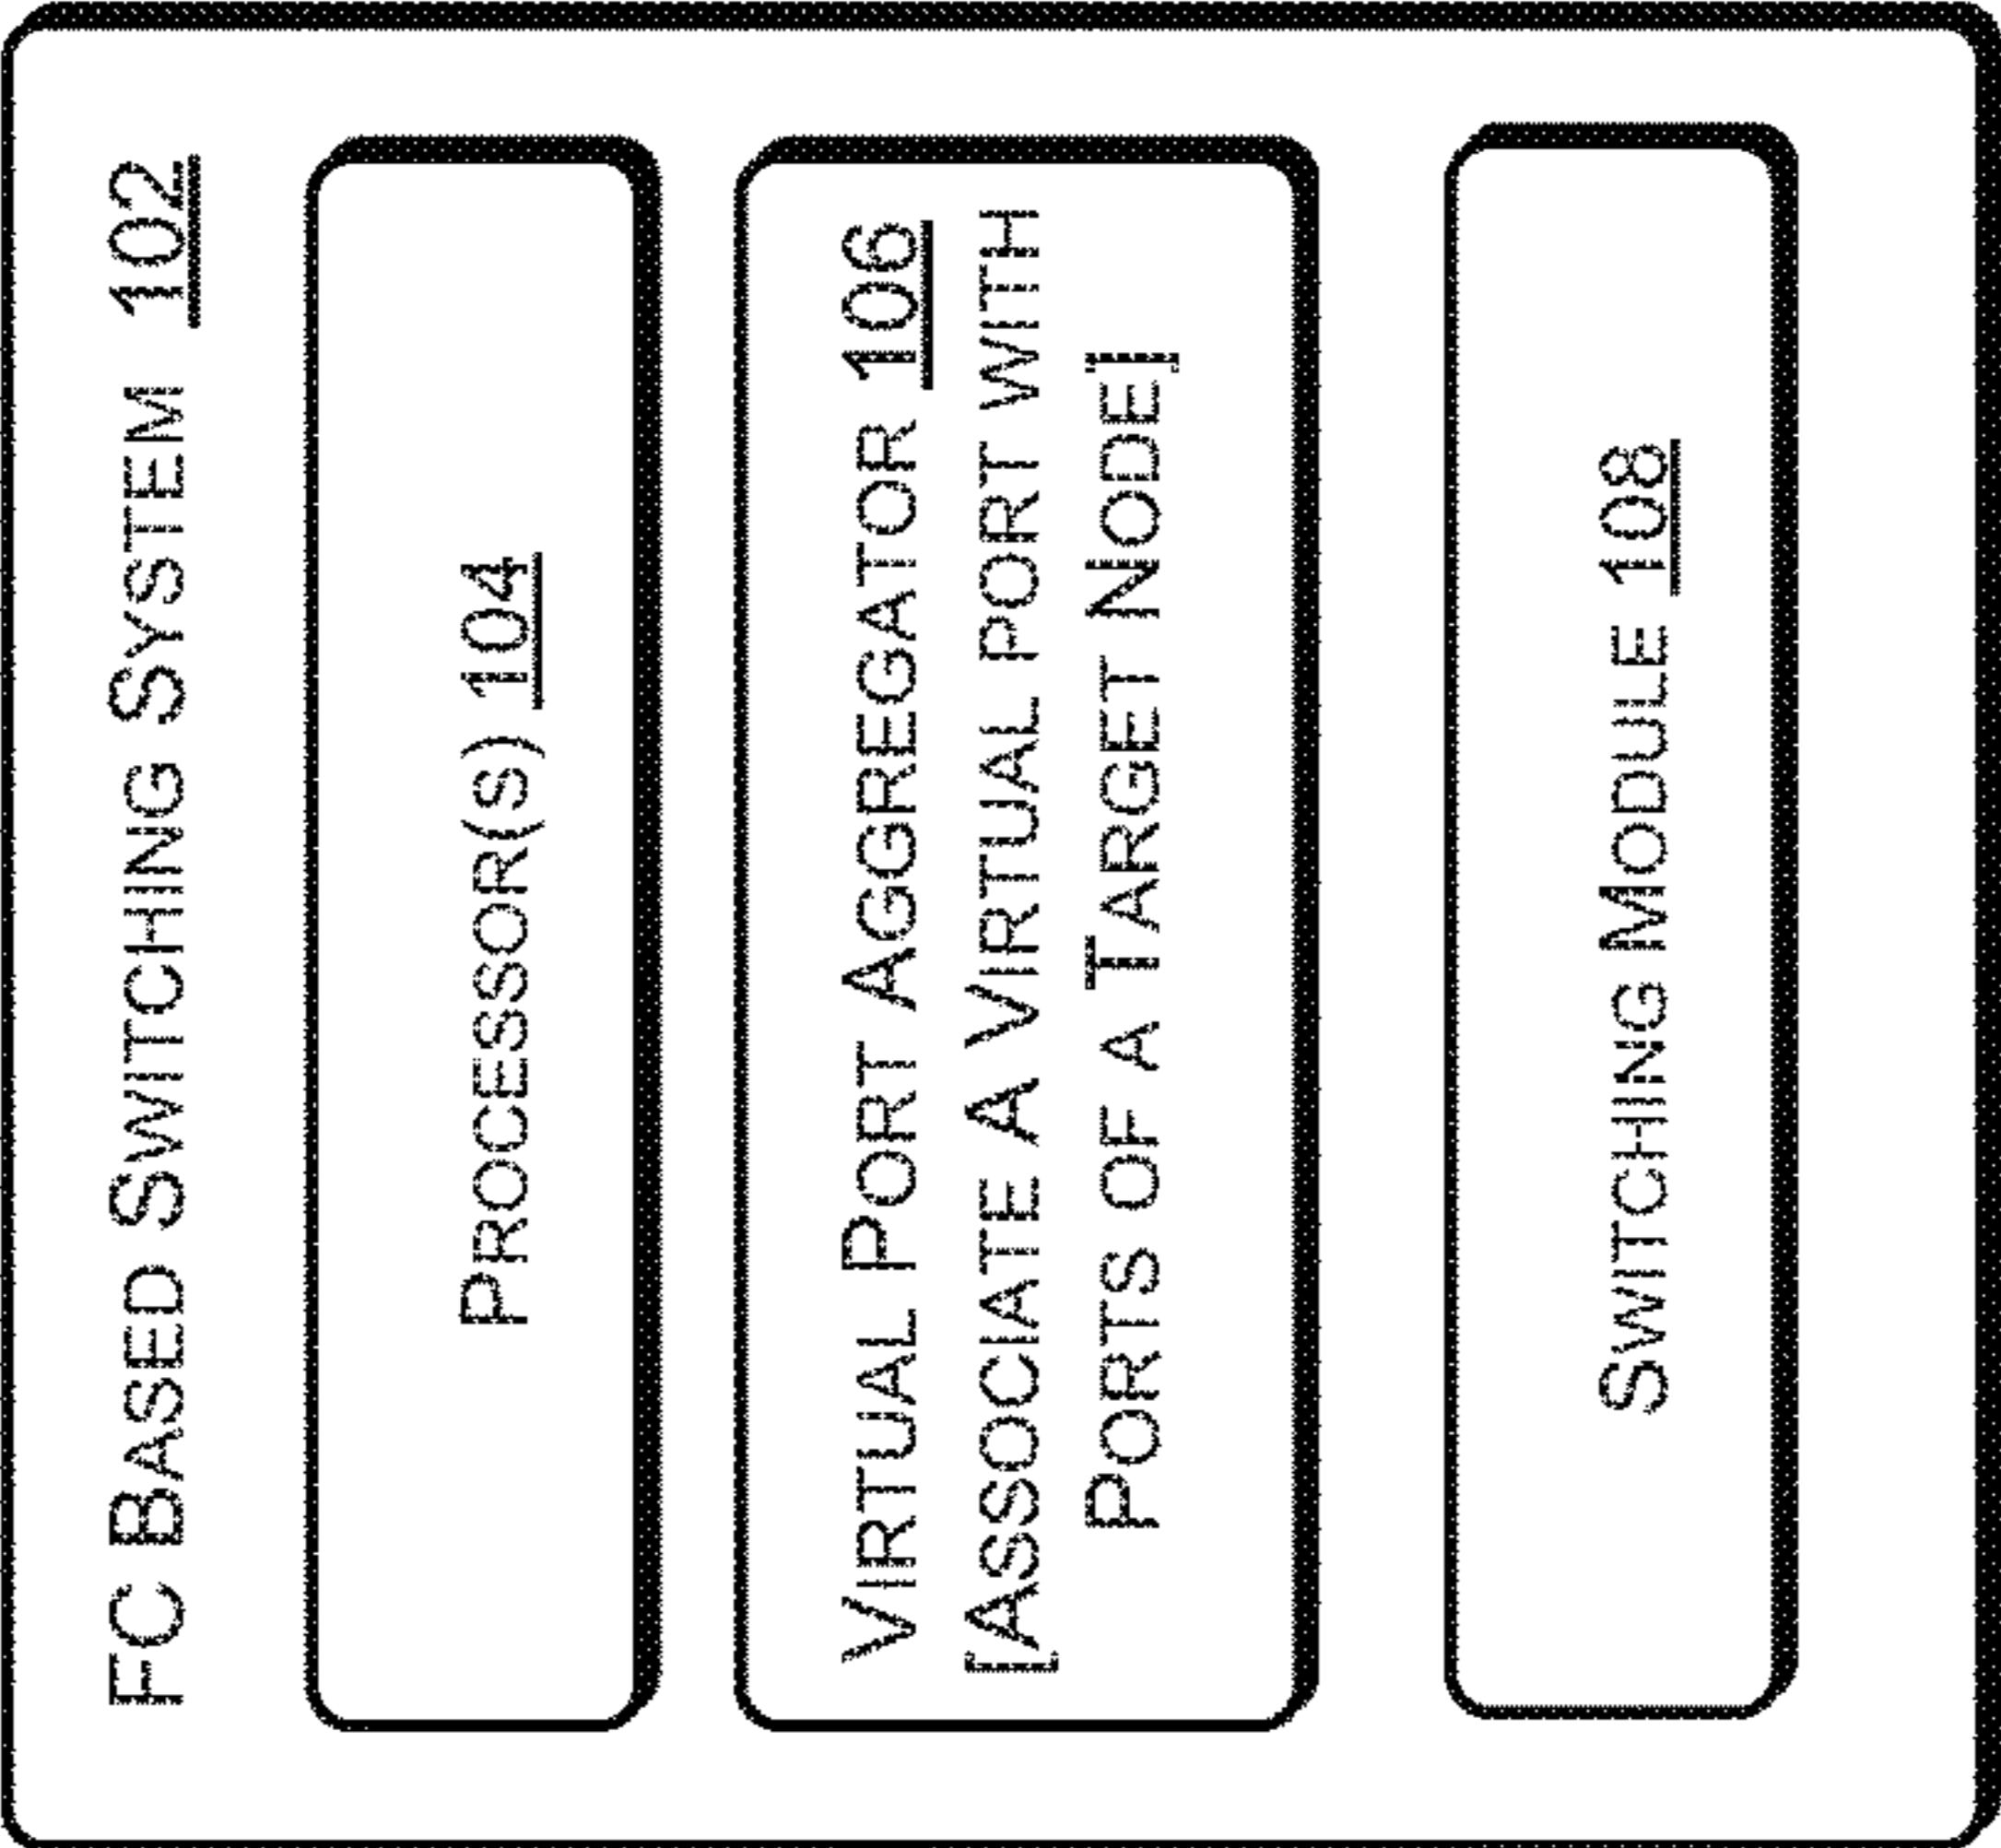 FC BASED SWITCHING SYSTEM 102
PROCESSOR(S) 104
VIRTUAL PORT AGGREGATOR 106
[ASSOCIATE A VIRTUAL PORT WITH
PORTS OF A TARGET NODE]
SWITCHING MODULE 108